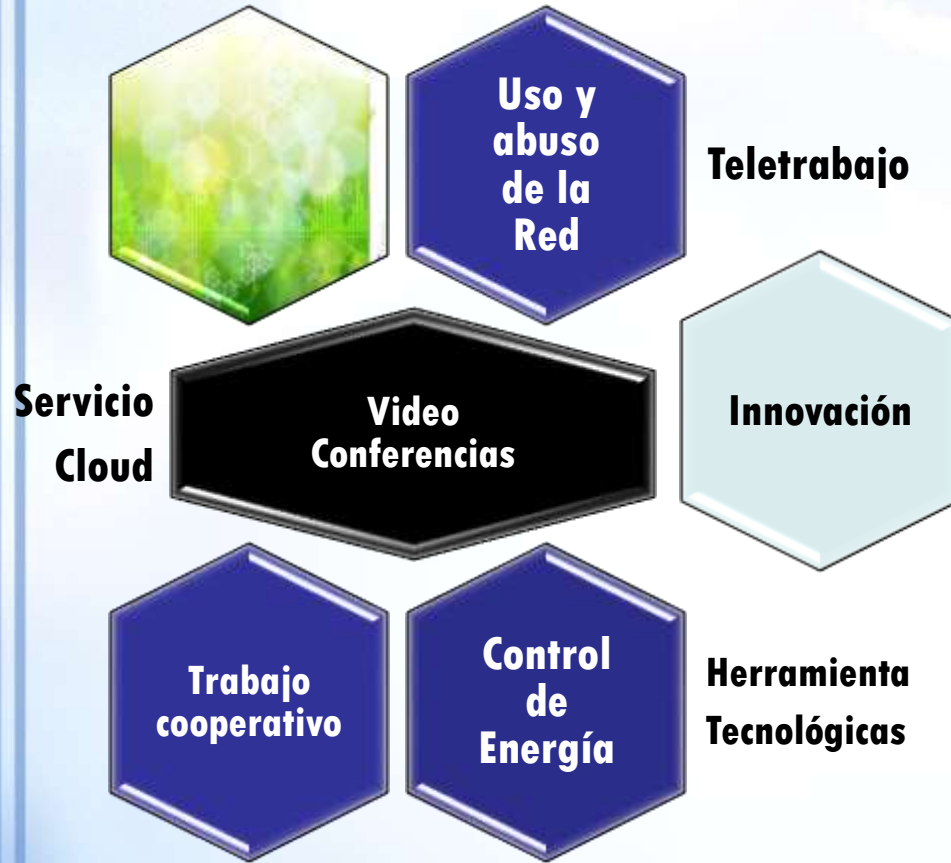 Uso y
abuso
de la
Red
Teletrabajo
Servicio
Cloud
Video
Conferencias
Innovación
Trabajo
cooperativo
Control
de
Energía
Herramienta
Tecnológicas